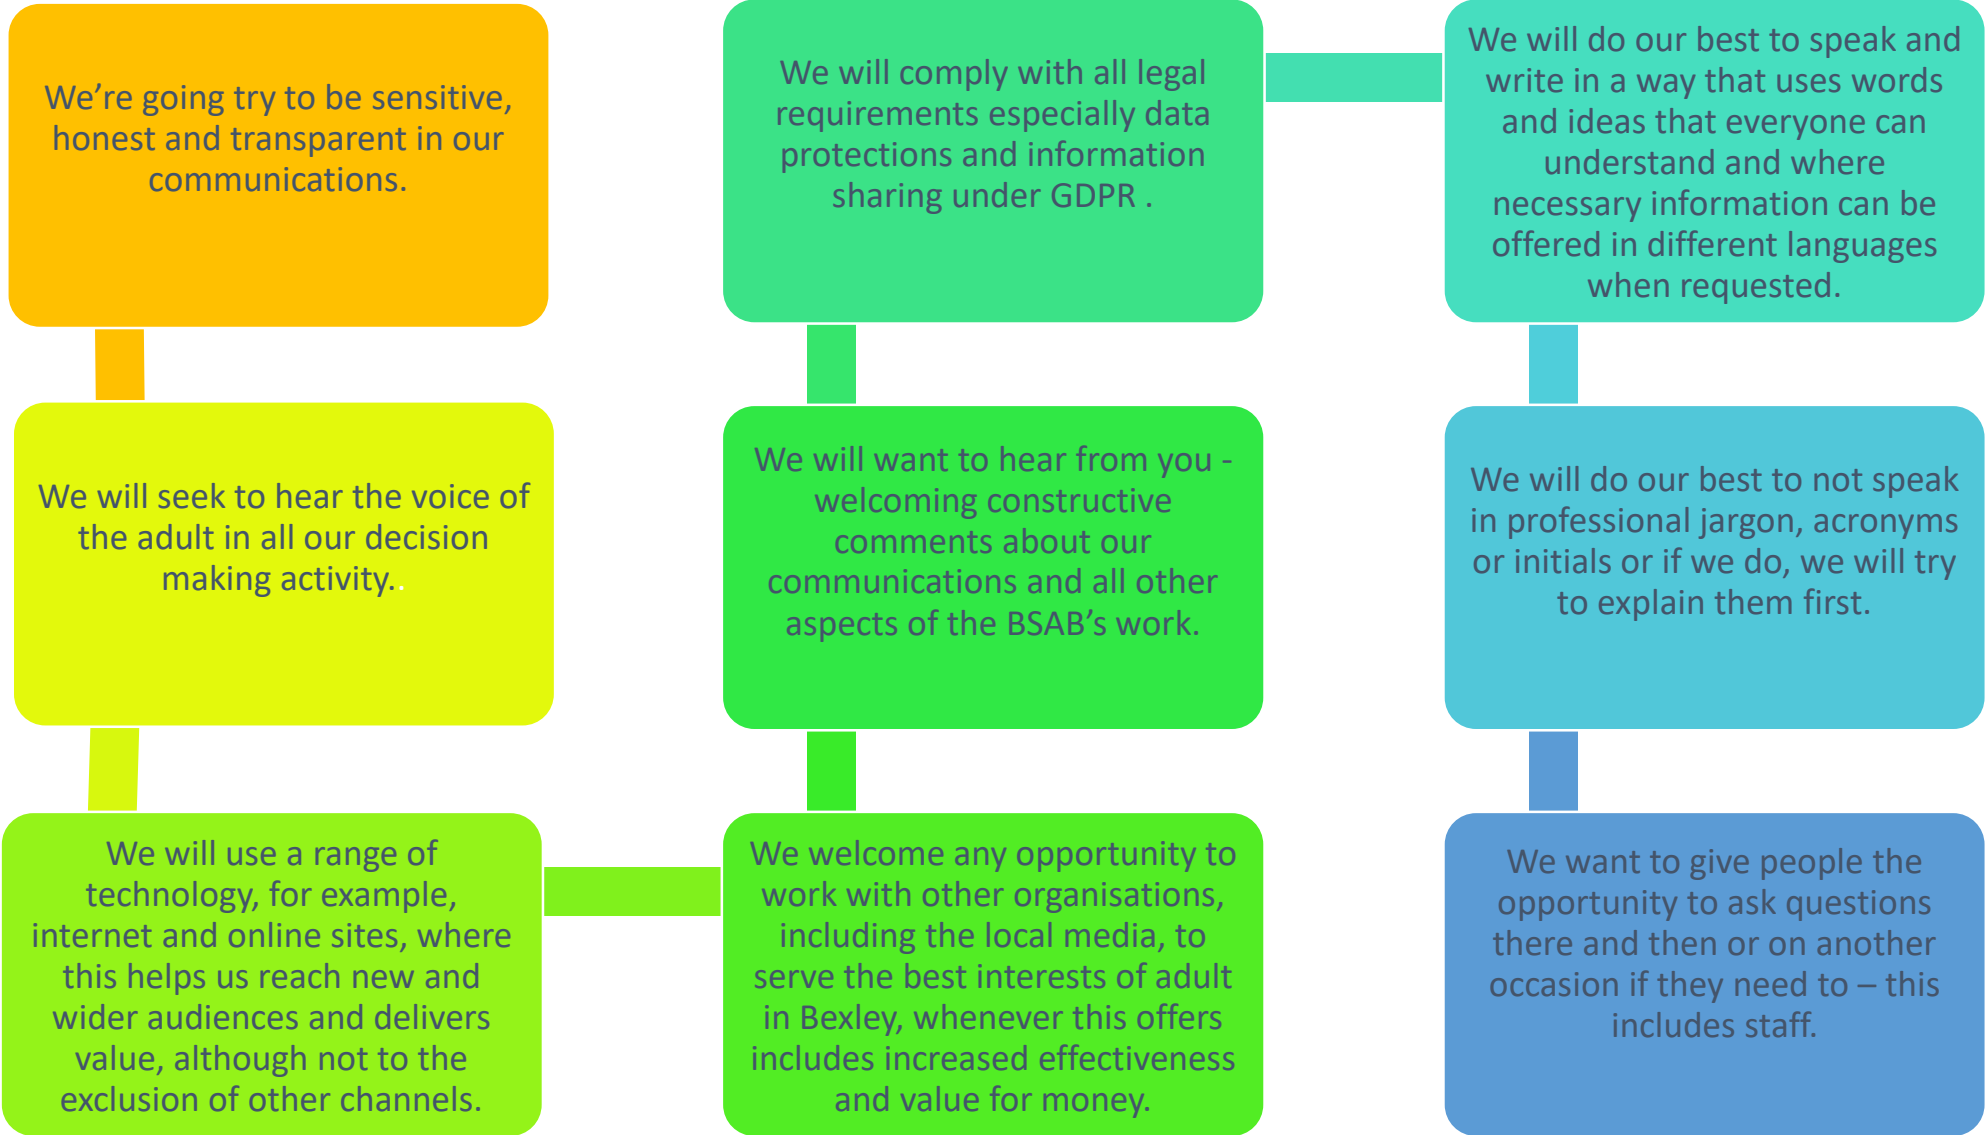 We’re going try to be sensitive,
honest and transparent in our
communications.
We will seek to hear the voice of
the adult in all our decision
making activity..
We will use a range of
technology, for example,
internet and online sites, where
this helps us reach new and
wider audiences and delivers
value, although not to the
exclusion of other channels.
We welcome any opportunity to
work with other organisations,
including the local media, to
serve the best interests of adult
in Bexley, whenever this offers
includes increased effectiveness
and value for money.
We will want to hear from you -
welcoming constructive
comments about our
communications and all other
aspects of the BSAB’s work.
We will comply with all legal
requirements especially data
protections and information
sharing under GDPR .
We will do our best to speak and
write in a way that uses words
and ideas that everyone can
understand and where
necessary information can be
offered in different languages
when requested.
We will do our best to not speak
in professional jargon, acronyms
or initials or if we do, we will try
to explain them first.
We want to give people the
opportunity to ask questions
there and then or on another
occasion if they need to – this
includes staff.